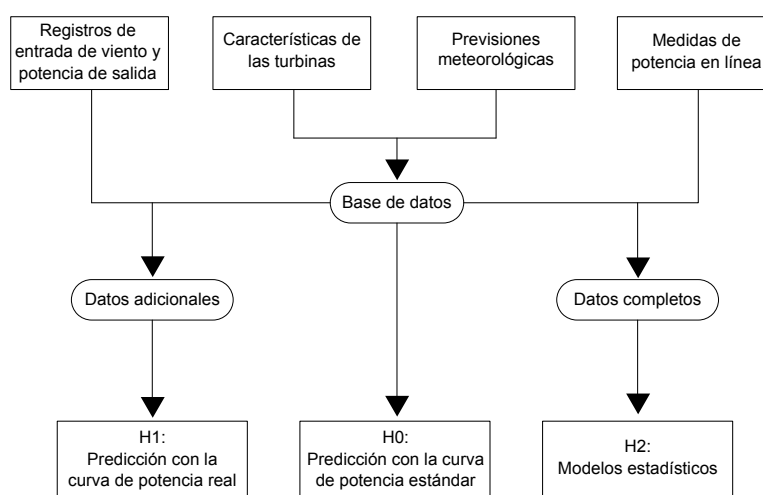 Registros de
entrada de viento y
potencia de salida
Características de
las turbinas
Previsiones
meteorológicas
Medidas de
potencia en línea
Base de datos
Datos adicionales
Datos completos
H1:
Predicción con la
curva de potencia real
H0:
Predicción con la curva
de potencia estándar
H2:
Modelos estadísticos